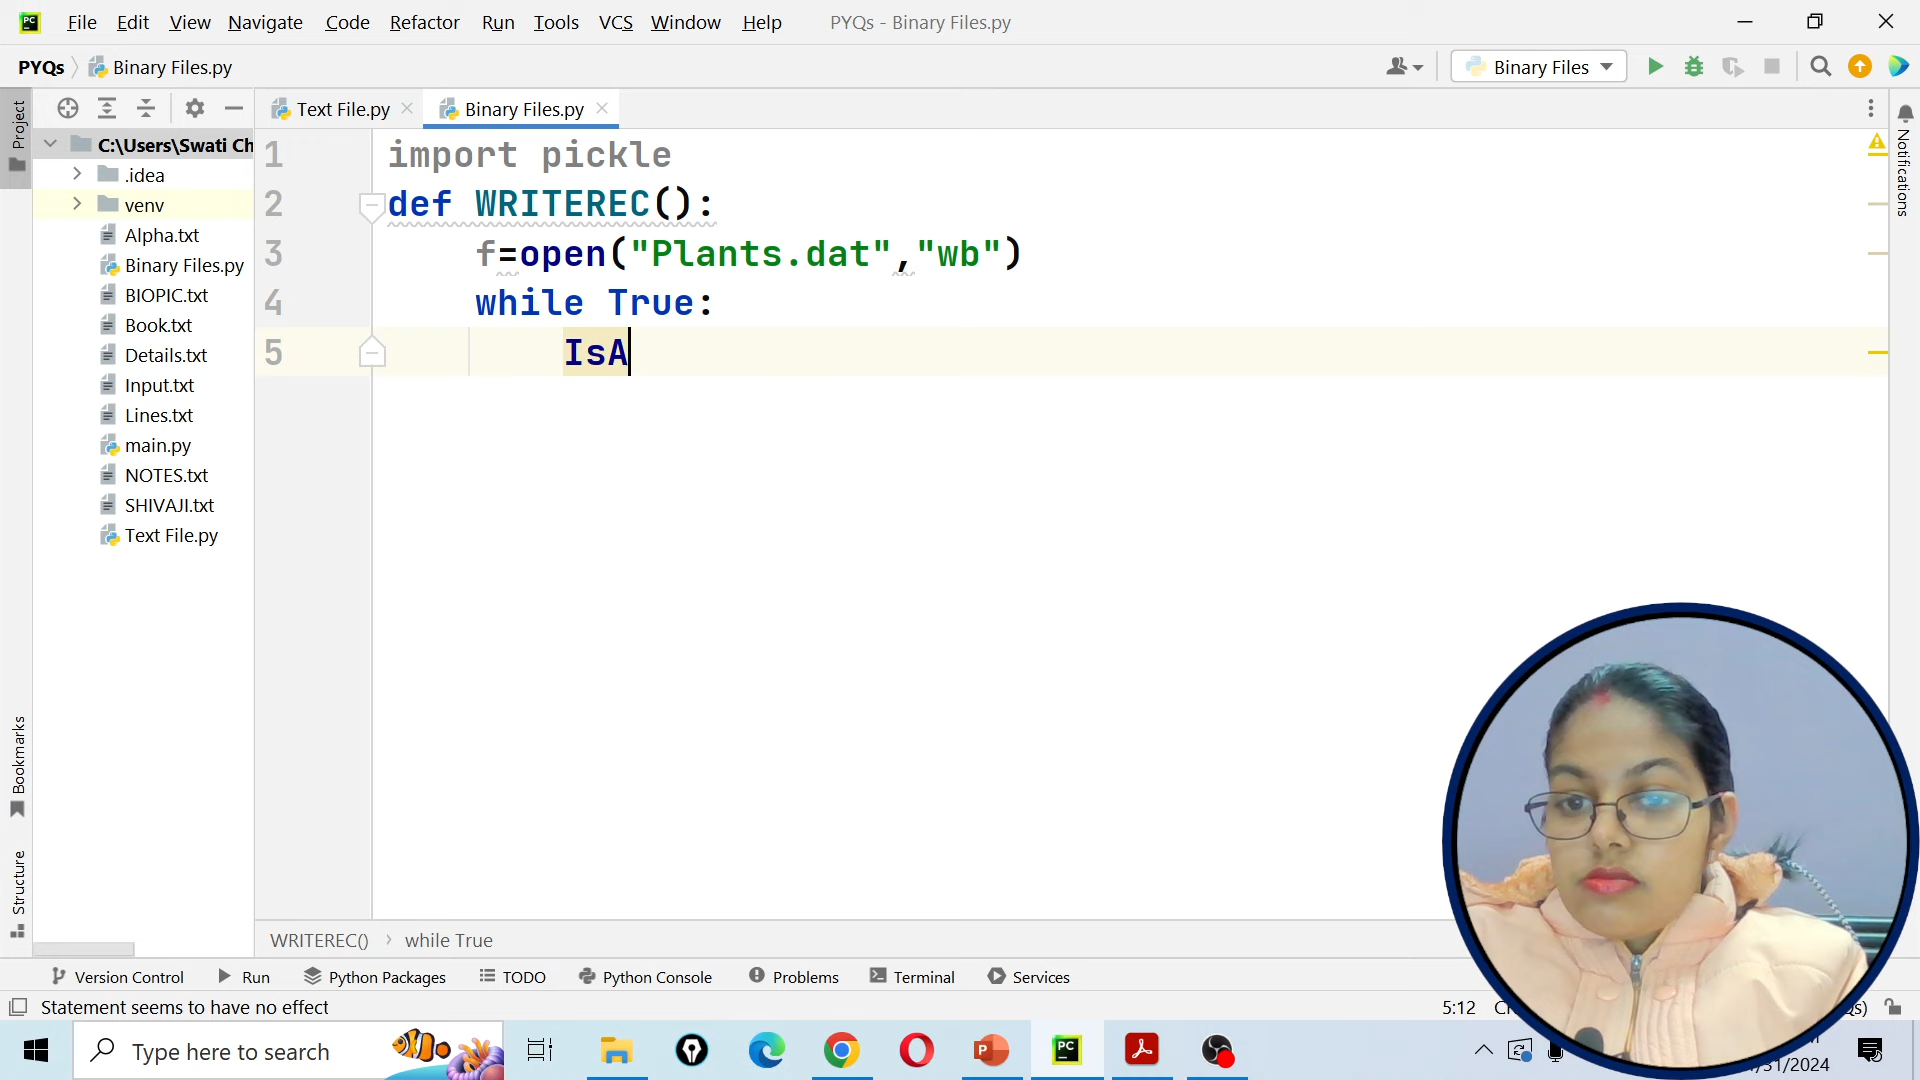 File Edit View Navigate Code Refactor Run Tools VCS Window Help PYQs - Binary Files.py
PYQs Binary Files.py
Binary Files
Project
Text File.py
Binary Files.py
Notifications
C:\Users\Swati Ch
.idea
venv
Alpha.txt
Binary Files.py
BIOPIC.txt
Book.txt
Details.txt
Input.txt
Lines.txt
main.py
NOTES.txt
SHIVAJI.txt
Text File.py
1 import pickle
2 def WRITEREC():
3 f=open("Plants.dat","wb")
4 while True:
5 IsA
Bookmarks
Structure
WRITEREC() › while True
Version Control Run Python Packages TODO Python Console Problems Terminal Services
Statement seems to have no effect
5:12
Type here to search
31/2024